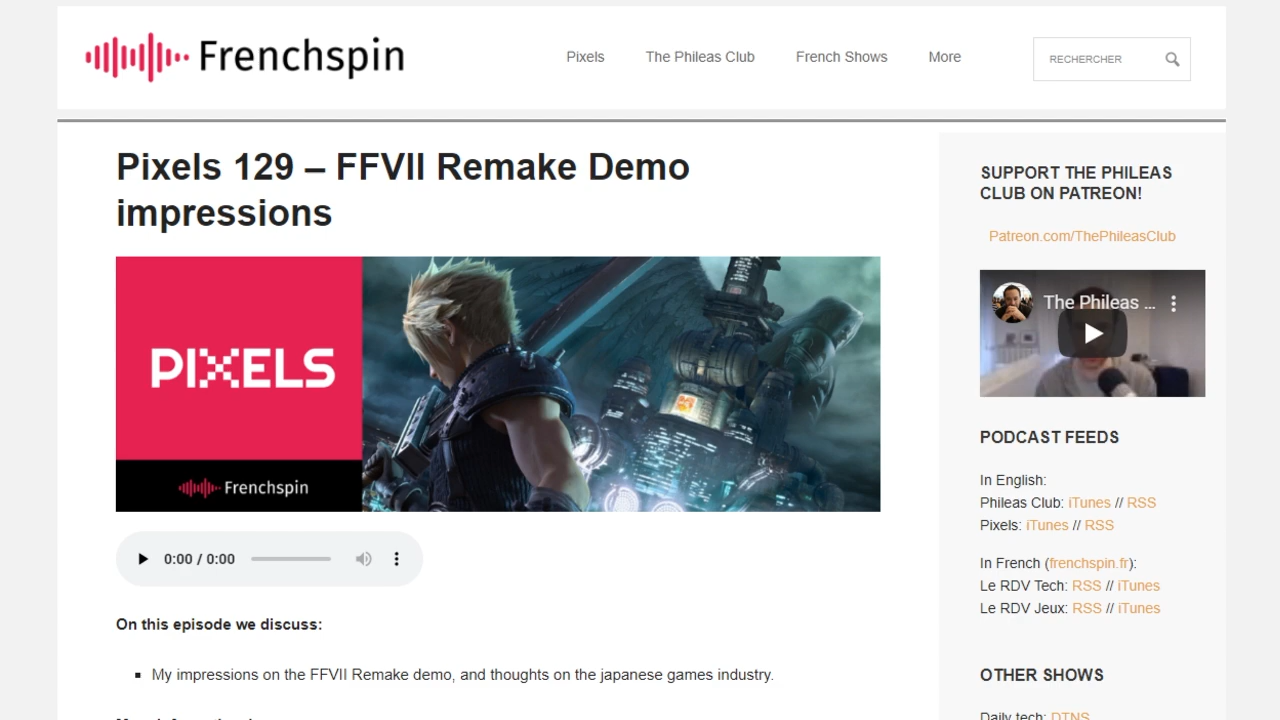 Frenchspin
Pixels
The Phileas Club
French Shows
More
RECHERCHER
Pixels 129 – FFVII Remake Demo
impressions
PIXELS
Frenchspin
0:00 / 0:00
On this episode we discuss:
▪ My impressions on the FFVII Remake demo, and thoughts on the japanese games industry.
SUPPORT THE PHILEAS
CLUB ON PATREON!
Patreon.com/ThePhileasClub
The Phileas ...
PODCAST FEEDS
In English:
Phileas Club: iTunes // RSS
Pixels: iTunes // RSS
In French (frenchspin.fr):
Le RDV Tech: RSS // iTunes
Le RDV Jeux: RSS // iTunes
OTHER SHOWS
Daily tech: DTNS